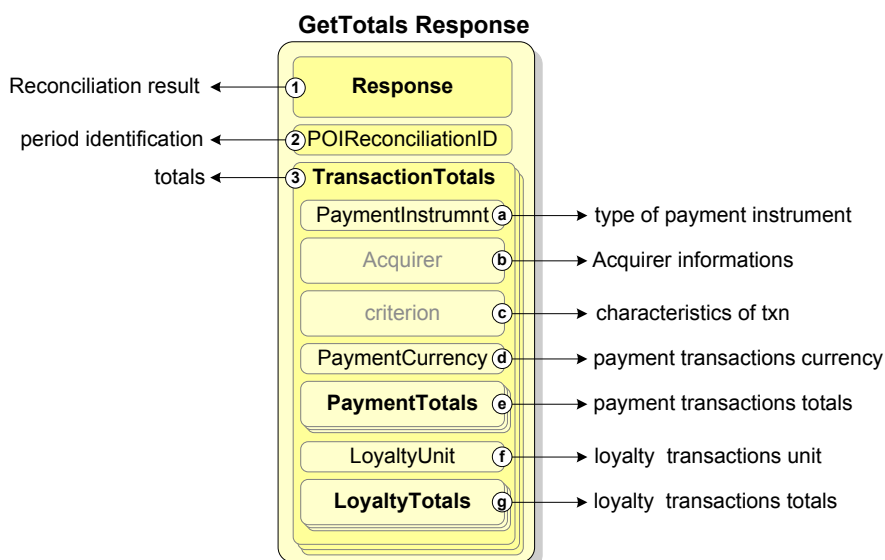 GetTotals Response
Reconciliation result 1 Response
period identification 2 POIReconciliationID
totals 3 TransactionTotals
PaymentInstrumnt a type of payment instrument
Acquirer b Acquirer informations
criterion c characteristics of txn
PaymentCurrency d payment transactions currency
PaymentTotals e payment transactions totals
LoyaltyUnit f loyalty transactions unit
LoyaltyTotals g loyalty transactions totals